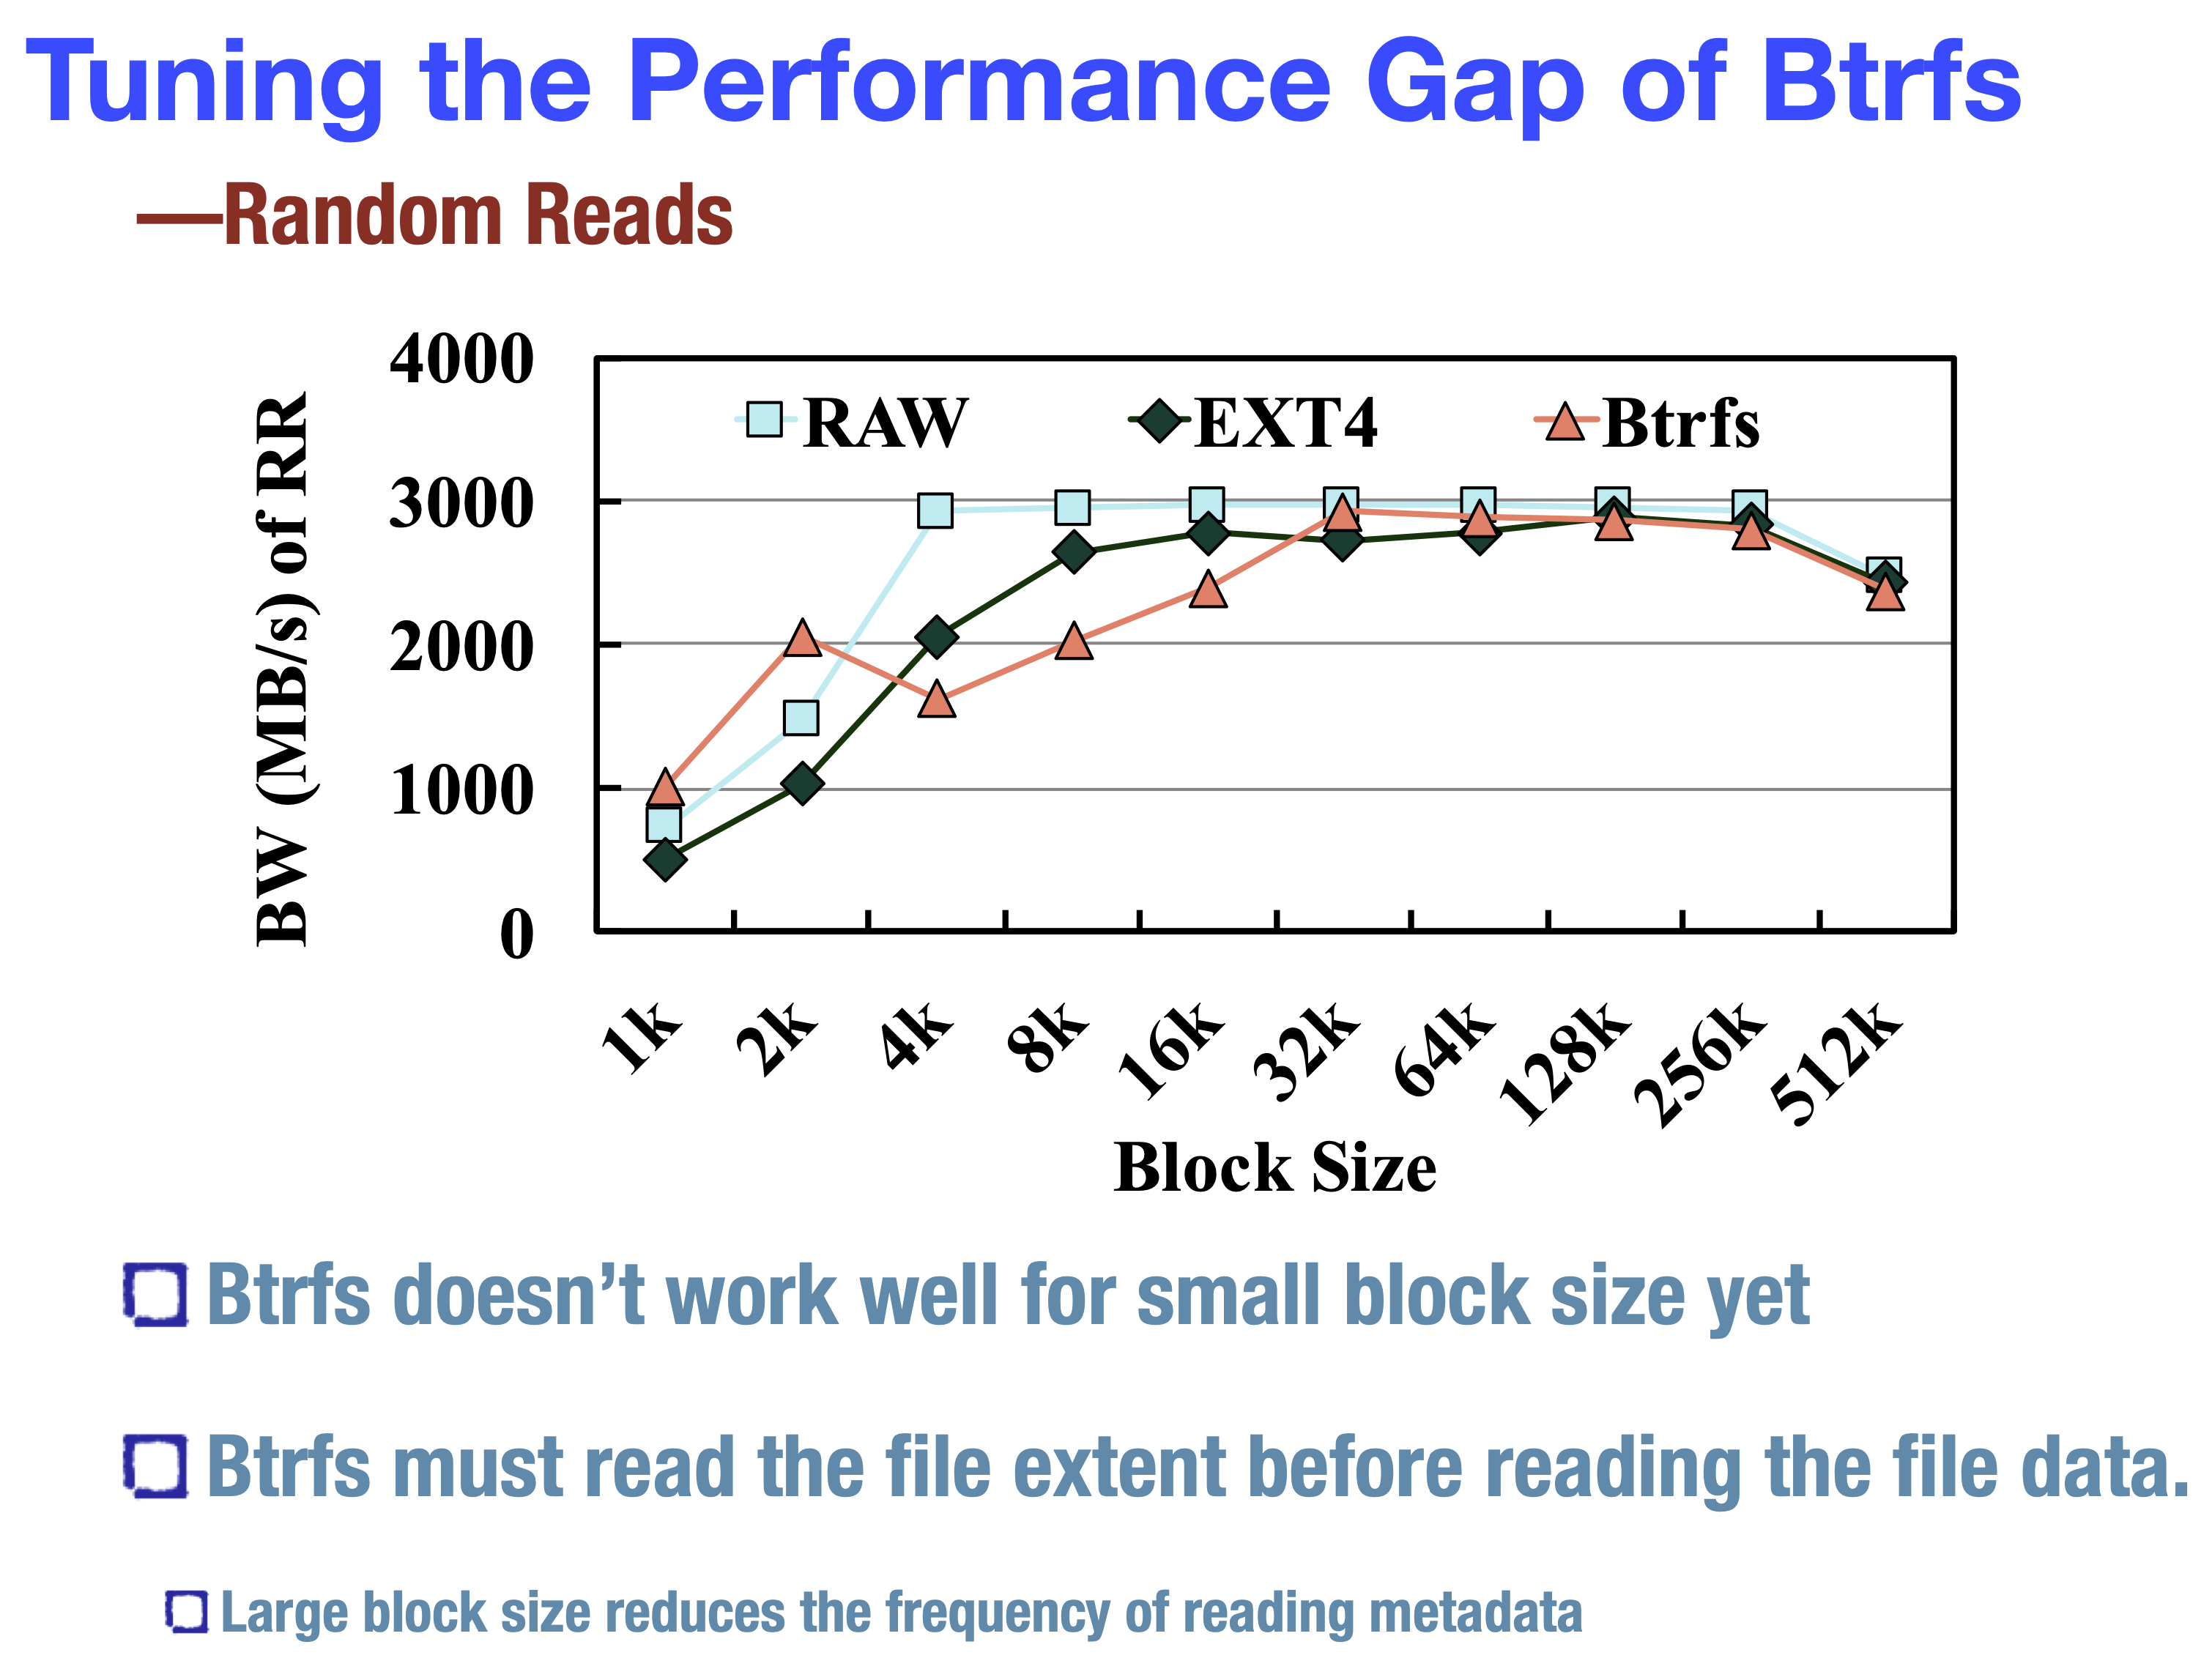 Tuning the Performance Gap of Btrfs
—Random Reads
4000
3000
2000
1000
0
BW (MB/s) of RR
RAW EXT4 Btrfs
1k 2k 4k 8k 16k 32k 64k 128k 256k 512k
Block Size
Btrfs doesn’t work well for small block size yet
Btrfs must read the file extent before reading the file data.
Large block size reduces the frequency of reading metadata